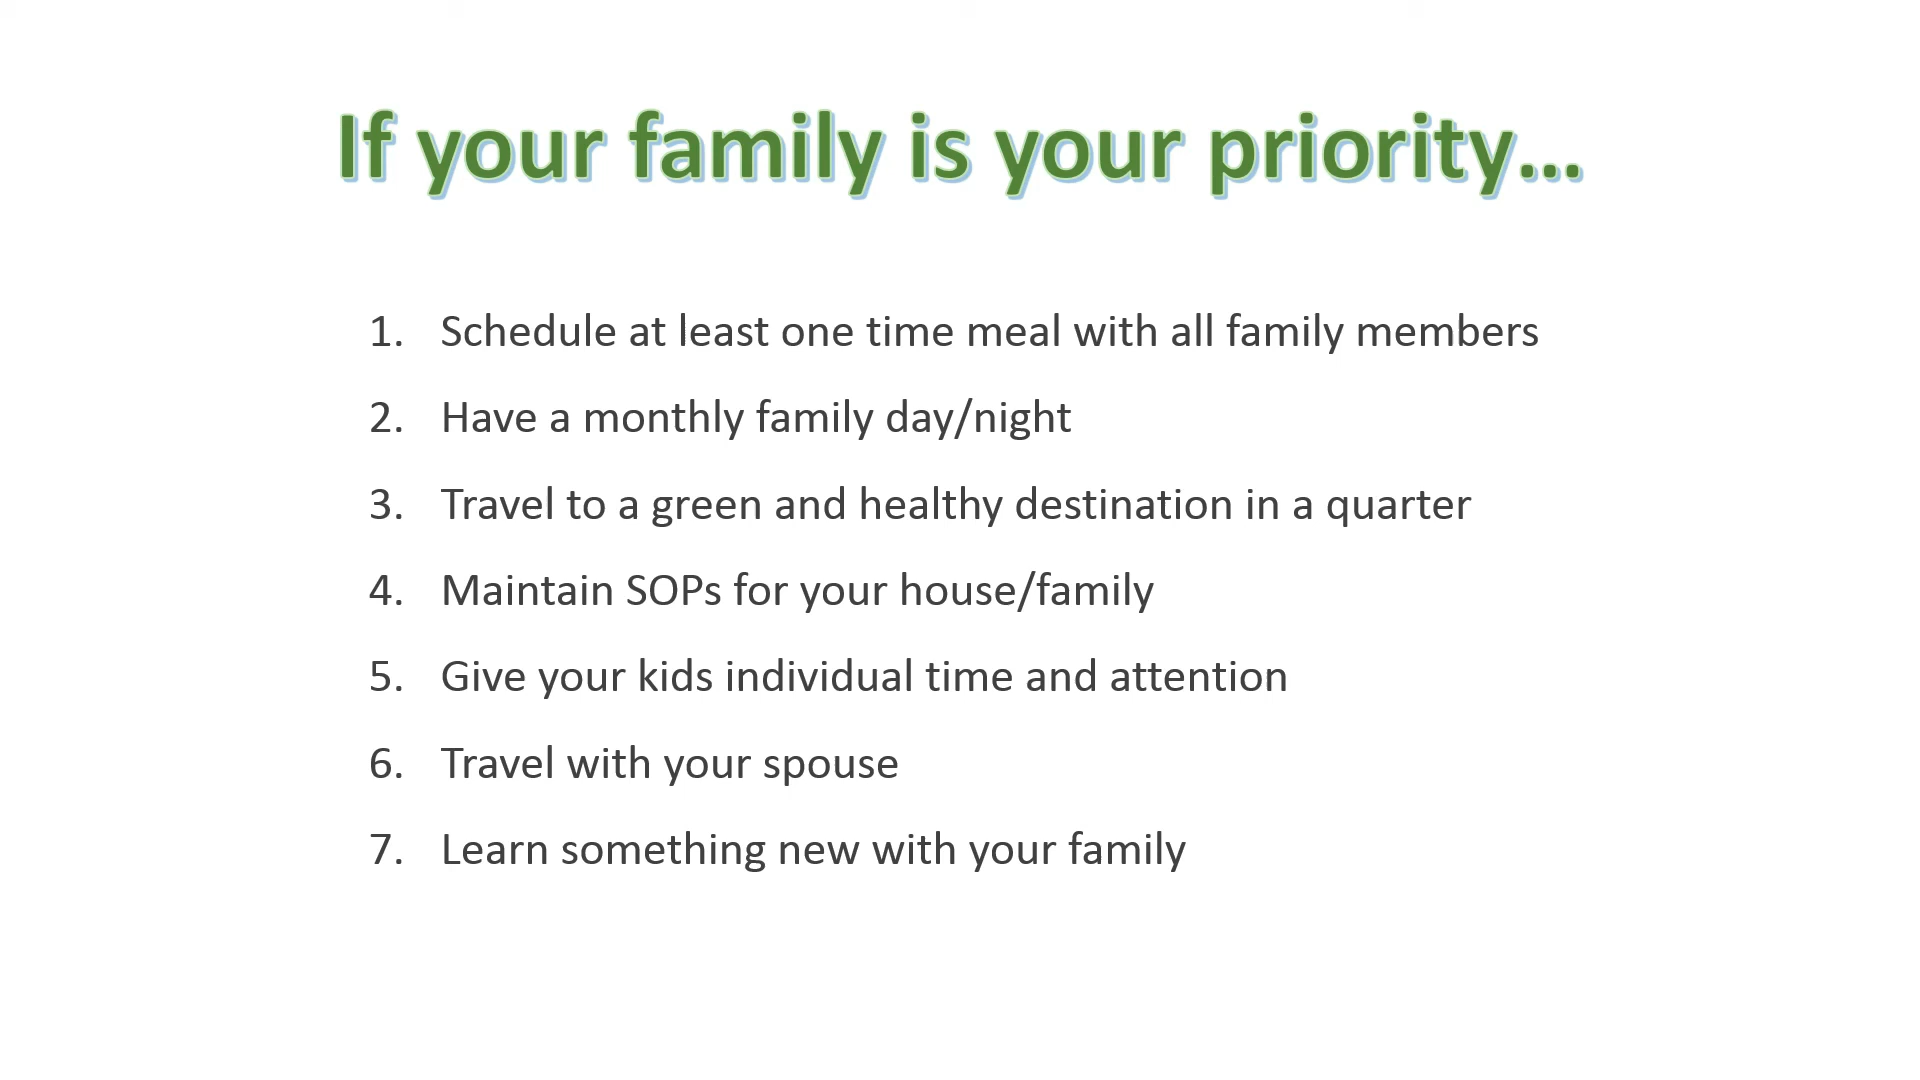 If your family is your priority...
1. Schedule at least one time meal with all family members
2. Have a monthly family day/night
3. Travel to a green and healthy destination in a quarter
4. Maintain SOPs for your house/family
5. Give your kids individual time and attention
6. Travel with your spouse
7. Learn something new with your family